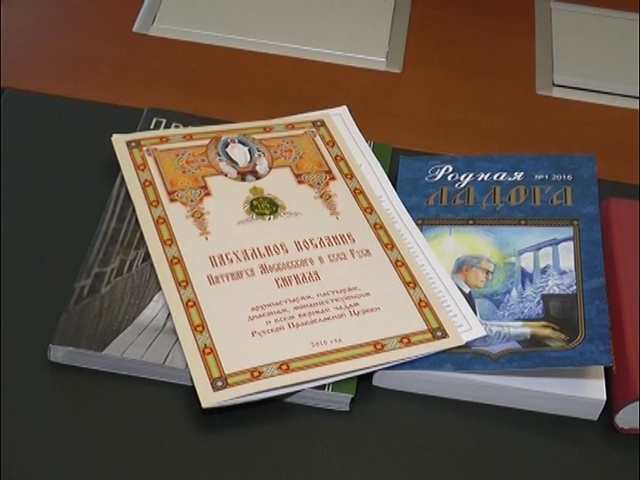 ПАСХАЛЬНОЕ ПОСЛАНИЕ
ПАТРИАРХА МОСКОВСКОГО И ВСЕЯ РУСИ
КИРИЛЛА
архипастырям, пастырям,
диаконам, монашествующим
и всем верным чадам
Русской Православной Церкви
2016 год
Родная
№1 2016
ЛАДОГА